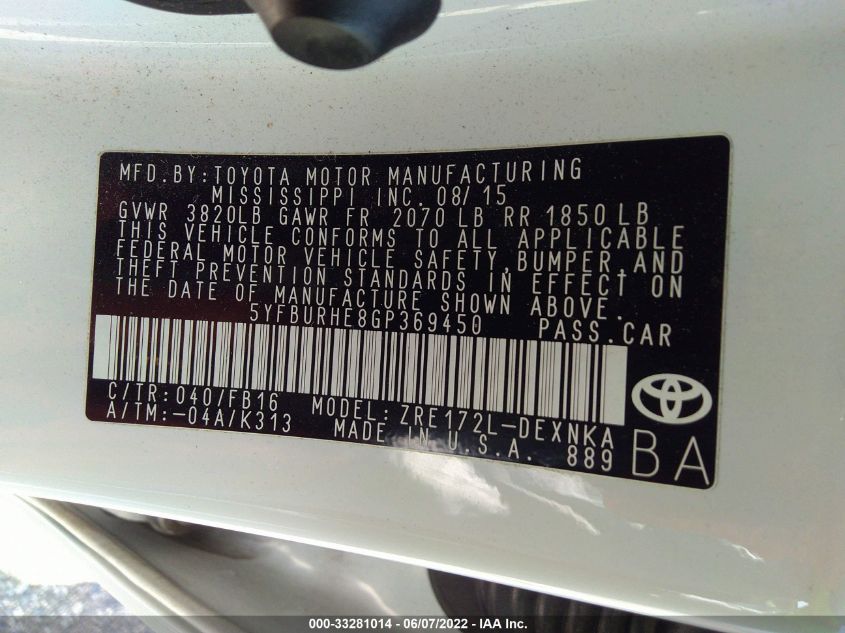 MFD.BY:TOYOTA MOTOR MANUFACTURING
MISSISSIPPI INC. 08/15
GVWR 3820LB GAWR FR 2070 LB RR 1850 LB
THIS VEHICLE CONFORMS TO ALL APPLICABLE
FEDERAL MOTOR VEHICLE SAFETY,BUMPER,AND
THEFT PREVENTION STANDARDS IN EFFECT ON
THE DATE OF MANUFACTURE SHOWN ABOVE.
5YFBURHE8GP369450 PASS.CAR
C/TR: 040/FB16 MODEL: ZRE172L-DEXNKA
A/TM:-04A/K313 MADE IN U.S.A. 889
BA
000-33281014 - 06/07/2022 - IAA Inc.